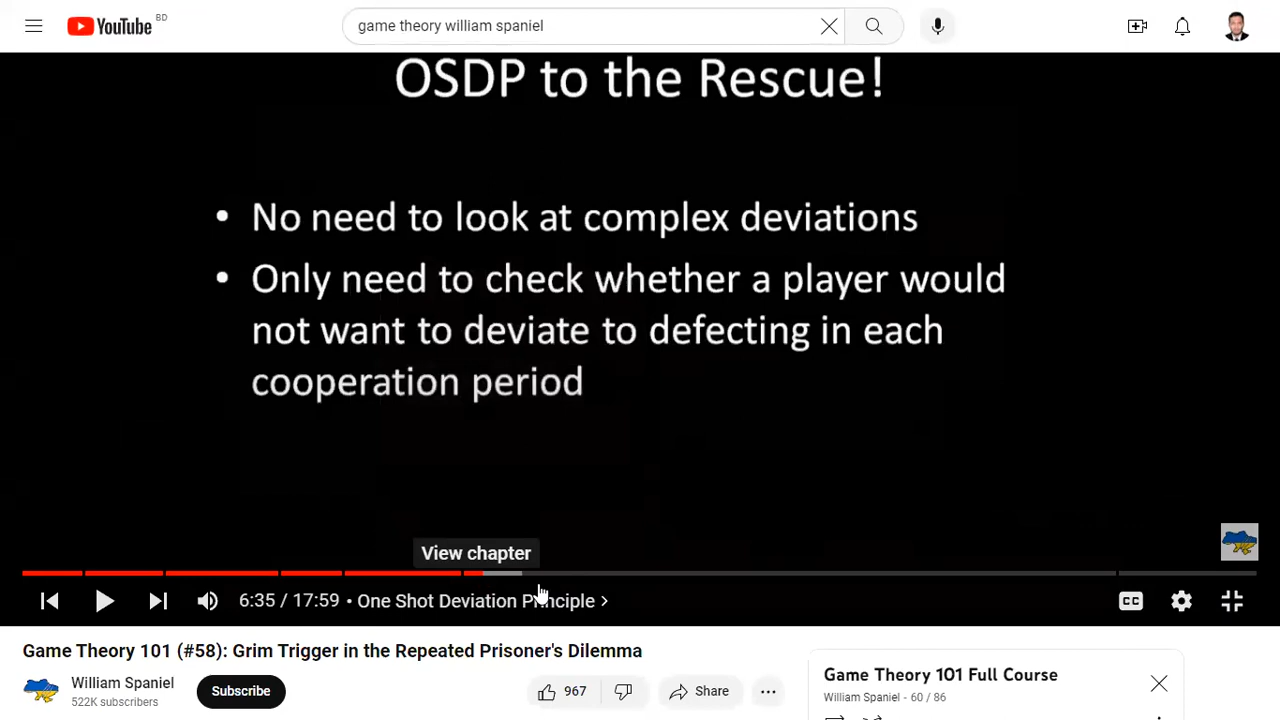 YouTube BD
game theory william spaniel
OSDP to the Rescue!
• No need to look at complex deviations
• Only need to check whether a player would
not want to deviate to defecting in each
cooperation period
View chapter
6:35 / 17:59 • One Shot Deviation Principle >
CC
Game Theory 101 (#58): Grim Trigger in the Repeated Prisoner's Dilemma
William Spaniel
522K subscribers
Subscribe
967
Share
Game Theory 101 Full Course
William Spaniel - 60 / 86